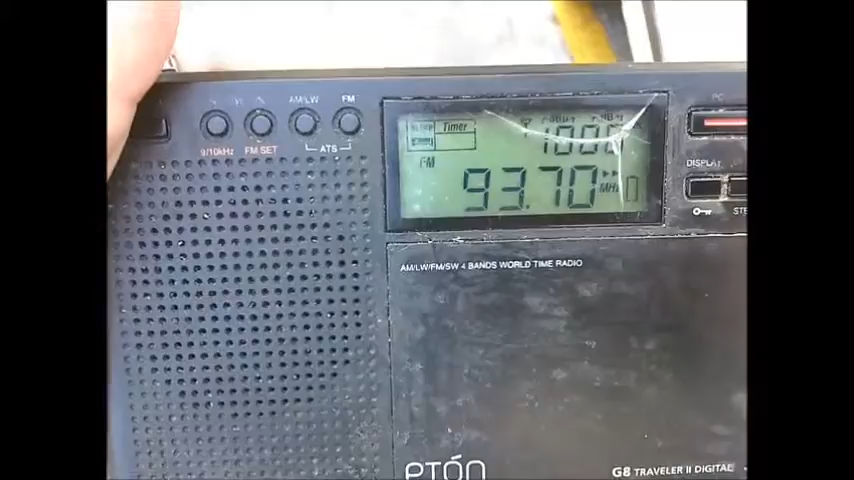 AM/LW FM
9/10kHz FM SET ATS
Timer
FM
93.70 MHz
DISPLAY
AM/LW/FM/SW 4 BANDS WORLD TIME RADIO
PTÓN
G8 TRAVELER II DIGITAL